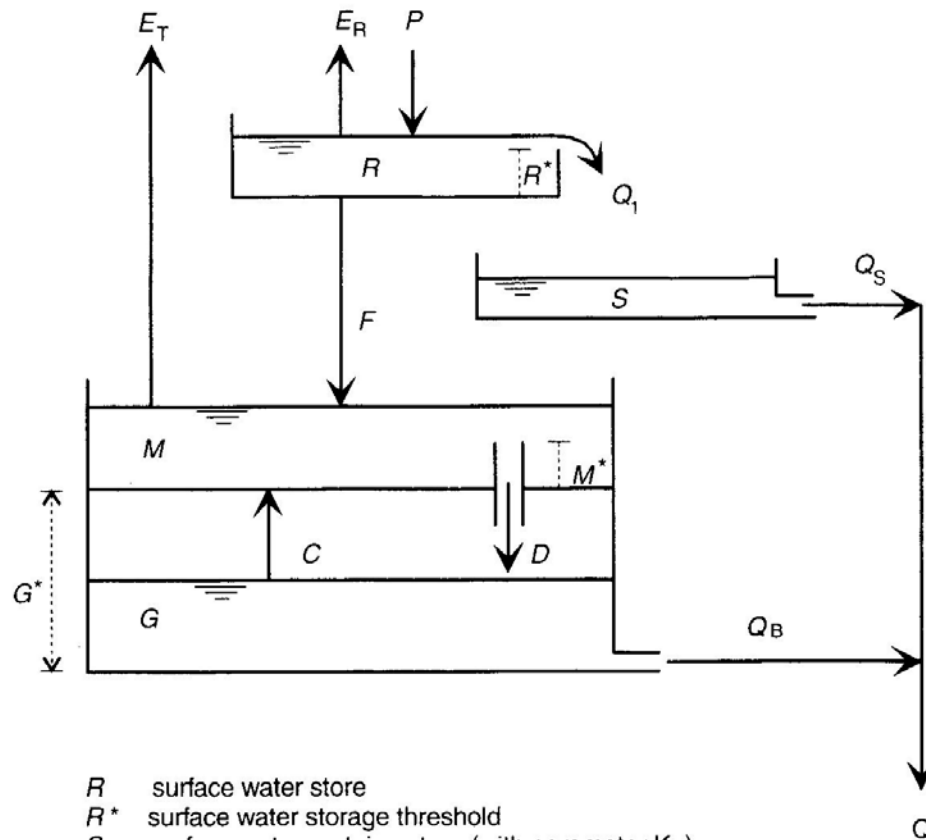 E_T
E_R
P
R
R*
Q_1
Q_S
S
F
M
M*
C
D
G*
G
Q_B
R surface water store
R* surface water storage threshold
Q